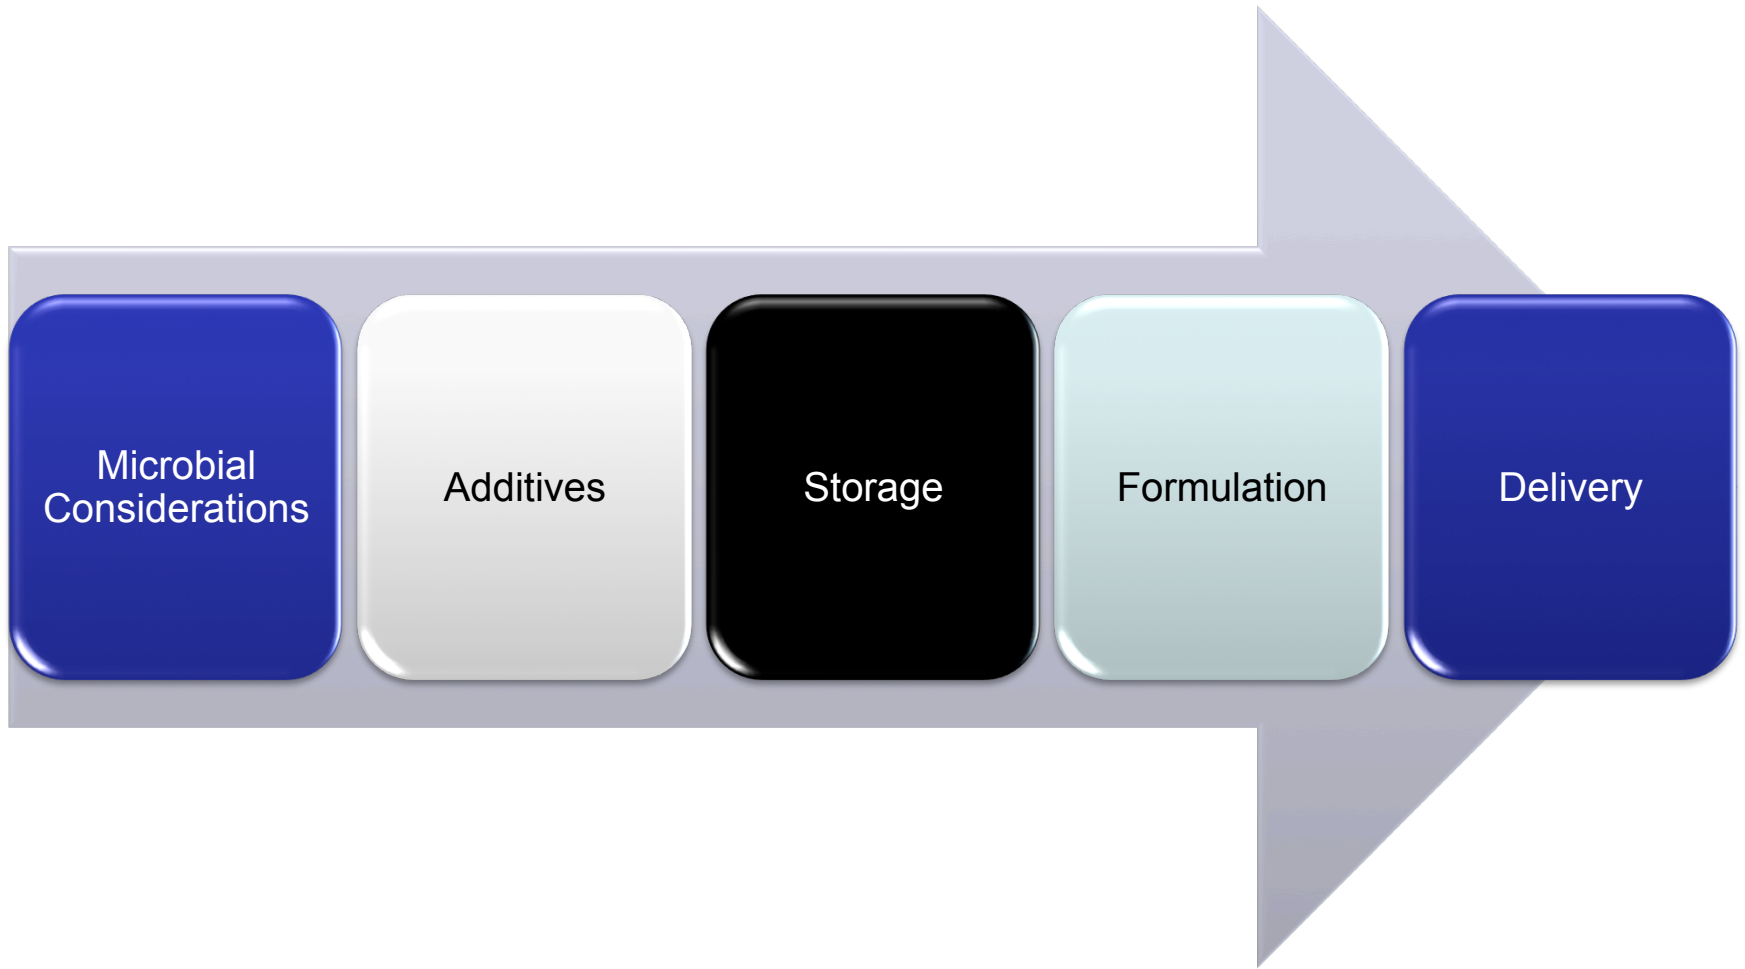 Microbial
Considerations
Additives
Storage
Formulation
Delivery